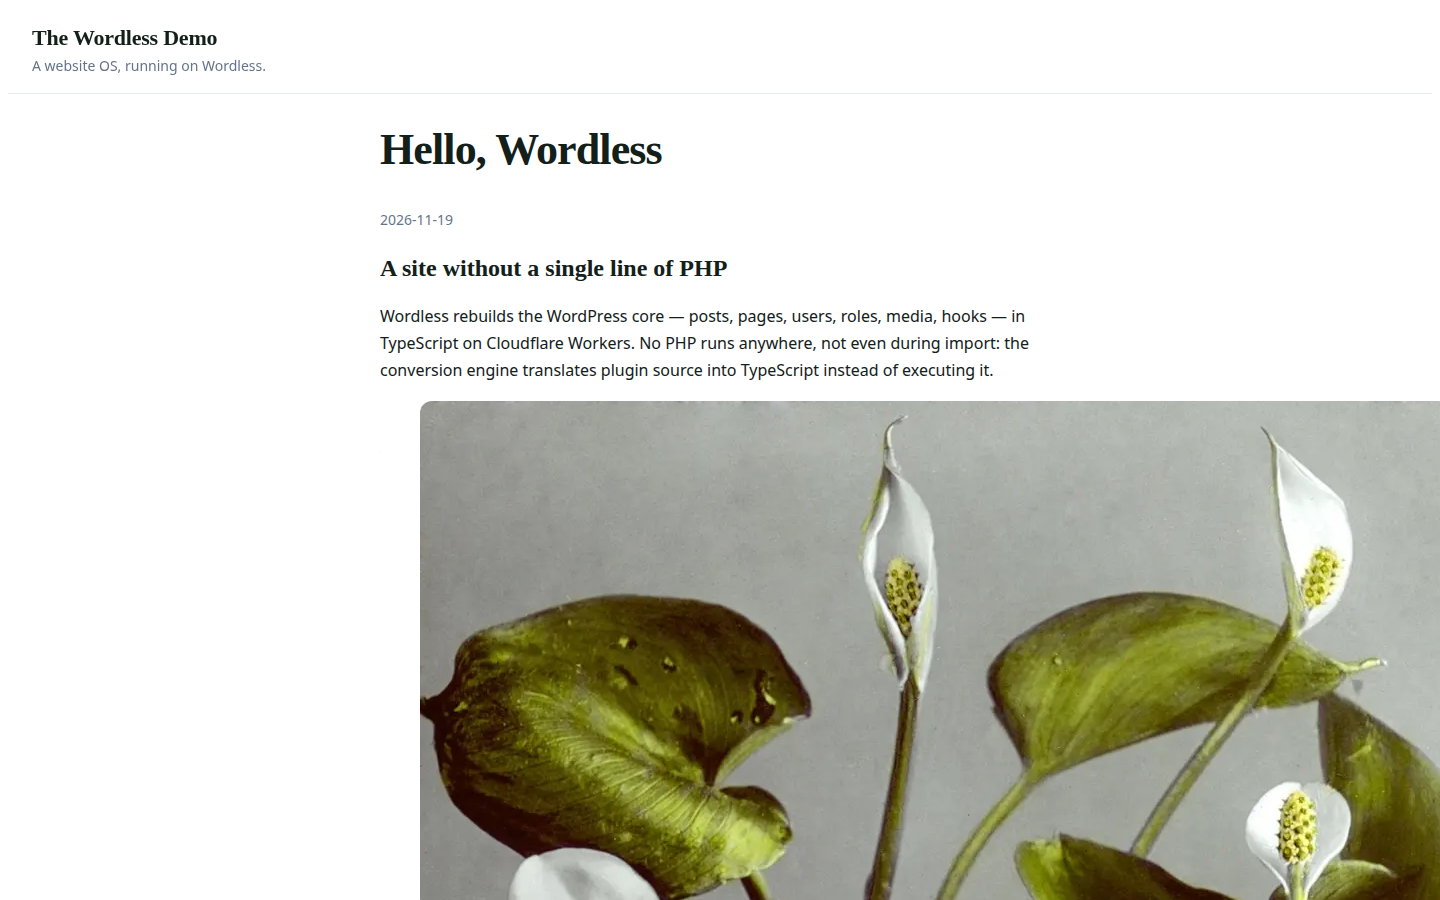 The Wordless Demo
A website OS, running on Wordless.
Hello, Wordless
2026-11-19
A site without a single line of PHP
Wordless rebuilds the WordPress core — posts, pages, users, roles, media, hooks — in
TypeScript on Cloudflare Workers. No PHP runs anywhere, not even during import: the
conversion engine translates plugin source into TypeScript instead of executing it.